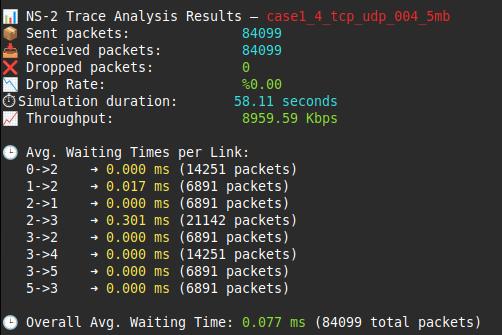 📊 NS-2 Trace Analysis Results — case1_4_tcp_udp_004_5mb
📦 Sent packets: 84099
📥 Received packets: 84099
❌ Dropped packets: 0
📉 Drop Rate: %0.00
⏱Simulation duration: 58.11 seconds
📈 Throughput: 8959.59 Kbps
🕒 Avg. Waiting Times per Link:
0->2 → 0.000 ms (14251 packets)
1->2 → 0.017 ms (6891 packets)
2->1 → 0.000 ms (6891 packets)
2->3 → 0.301 ms (21142 packets)
3->2 → 0.000 ms (6891 packets)
3->4 → 0.000 ms (14251 packets)
3->5 → 0.000 ms (6891 packets)
5->3 → 0.000 ms (6891 packets)
🕒 Overall Avg. Waiting Time: 0.077 ms (84099 total packets)